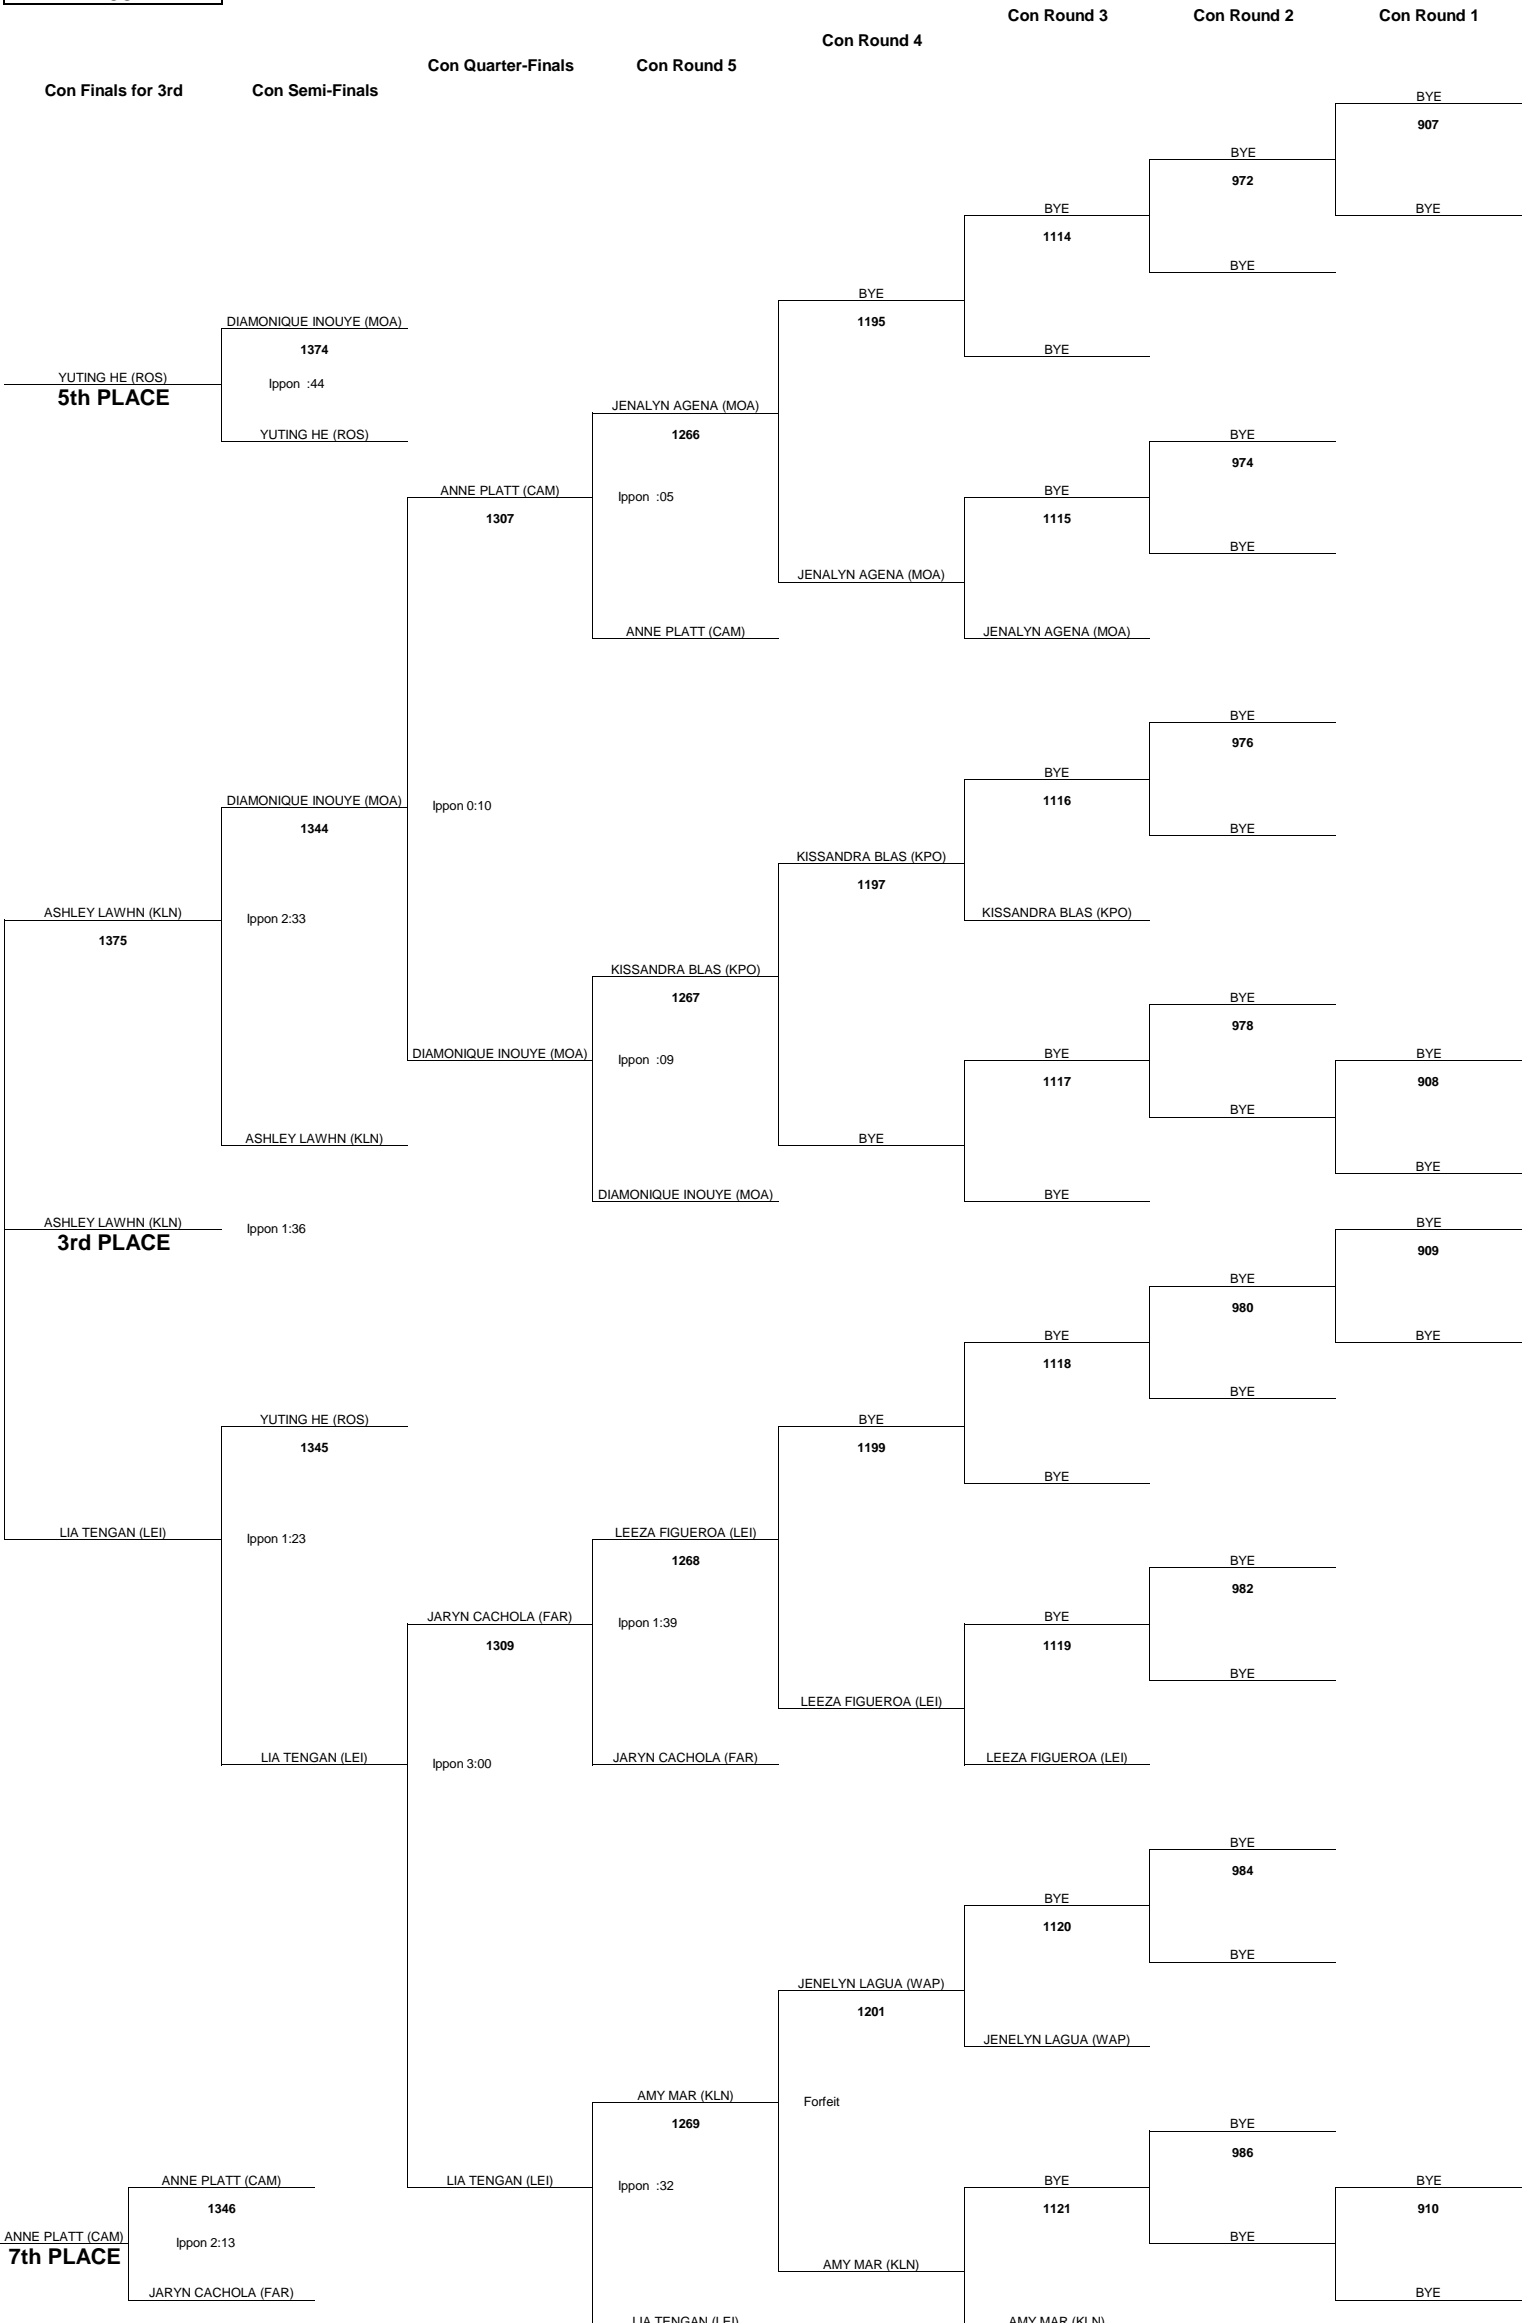 Con Round 3
Con Round 2
Con Round 1
Con Round 4
Con Quarter-Finals
Con Round 5
Con Finals for 3rd
Con Semi-Finals
BYE
907
BYE
972
BYE
BYE
1114
BYE
BYE
1195
DIAMONIQUE INOUYE (MOA)
1374
BYE
YUTING HE (ROS)
Ippon :44
5th PLACE
JENALYN AGENA (MOA)
1266
YUTING HE (ROS)
BYE
974
ANNE PLATT (CAM)
Ippon :05
BYE
1307
1115
BYE
JENALYN AGENA (MOA)
ANNE PLATT (CAM)
JENALYN AGENA (MOA)
BYE
976
BYE
DIAMONIQUE INOUYE (MOA)
Ippon 0:10
1116
1344
BYE
KISSANDRA BLAS (KPO)
1197
ASHLEY LAWHN (KLN)
Ippon 2:33
KISSANDRA BLAS (KPO)
1375
KISSANDRA BLAS (KPO)
1267
BYE
978
DIAMONIQUE INOUYE (MOA)
Ippon :09
BYE
BYE
1117
908
BYE
ASHLEY LAWHN (KLN)
BYE
BYE
DIAMONIQUE INOUYE (MOA)
BYE
ASHLEY LAWHN (KLN)
Ippon 1:36
BYE
3rd PLACE
909
BYE
980
BYE
BYE
1118
BYE
YUTING HE (ROS)
BYE
1345
1199
BYE
LIA TENGAN (LEI)
Ippon 1:23
LEEZA FIGUEROA (LEI)
1268
BYE
982
JARYN CACHOLA (FAR)
Ippon 1:39
BYE
1309
1119
BYE
LEEZA FIGUEROA (LEI)
LIA TENGAN (LEI)
Ippon 3:00
JARYN CACHOLA (FAR)
LEEZA FIGUEROA (LEI)
BYE
984
BYE
1120
BYE
JENELYN LAGUA (WAP)
1201
JENELYN LAGUA (WAP)
AMY MAR (KLN)
Forfeit
1269
BYE
986
ANNE PLATT (CAM)
LIA TENGAN (LEI)
Ippon :32
BYE
BYE
1346
1121
910
ANNE PLATT (CAM)
Ippon 2:13
BYE
7th PLACE
AMY MAR (KLN)
JARYN CACHOLA (FAR)
BYE
LIA TENGAN (LEI)
AMY MAR (KLN)